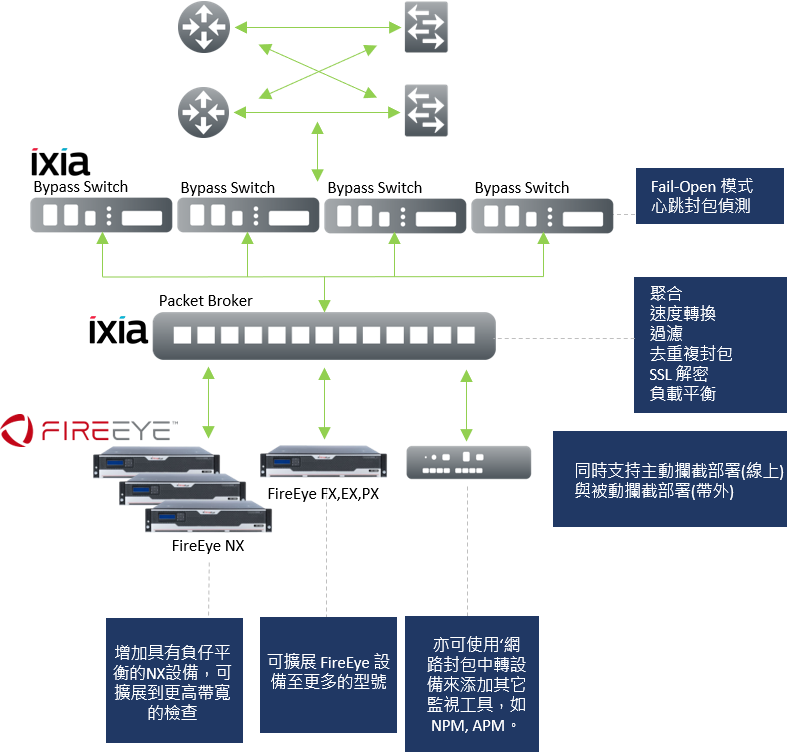 ixia
Bypass Switch
Bypass Switch
Bypass Switch
Bypass Switch
Fail-Open 模式
心跳封包偵測
Packet Broker
ixia
聚合
速度轉換
過濾
去重複封包
SSL 解密
負載平衡
FIREEYE™
同時支持主動攔截部署(線上)
與被動攔截部署(帶外)
FireEye FX,EX,PX
FireEye NX
增加具有負仔平
衡的NX設備，可
擴展到更高帶寬
的檢查
可擴展 FireEye 設
備至更多的型號
亦可使用‘網
路封包中轉設
備來添加其它
監視工具，如
NPM, APM。